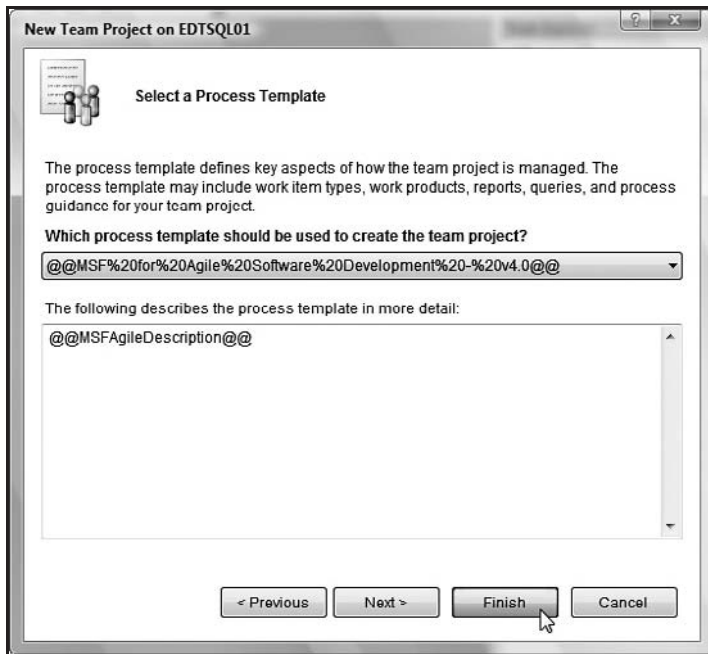 New Team Project on EDTSQL01
Select a Process Template
The process template defines key aspects of how the team project is managed. The
process template may include work item types, work products, reports, queries, and process
guidance for your team project.
Which process template should be used to create the team project?
@@MSF%20for%20Agile%20Software%20Development%20-%20v4.0@@
The following describes the process template in more detail:
@@MSFAgileDescription@@
< Previous
Next >
Finish
Cancel